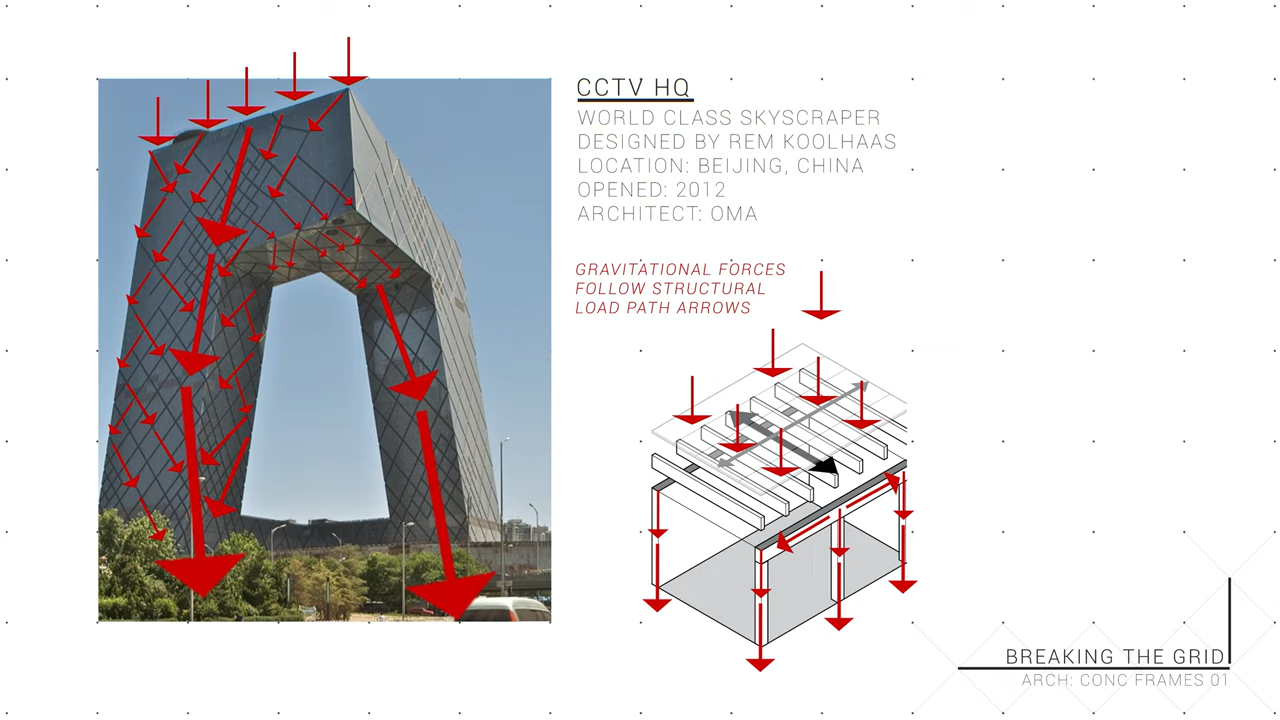 CCTV HQ
WORLD CLASS SKYSCRAPER
DESIGNED BY REM KOOLHAAS
LOCATION: BEIJING, CHINA
OPENED: 2012
ARCHITECT: OMA
GRAVITATIONAL FORCES
FOLLOW STRUCTURAL
LOAD PATH ARROWS
BREAKING THE GRID
ARCH: CONC FRAMES 01